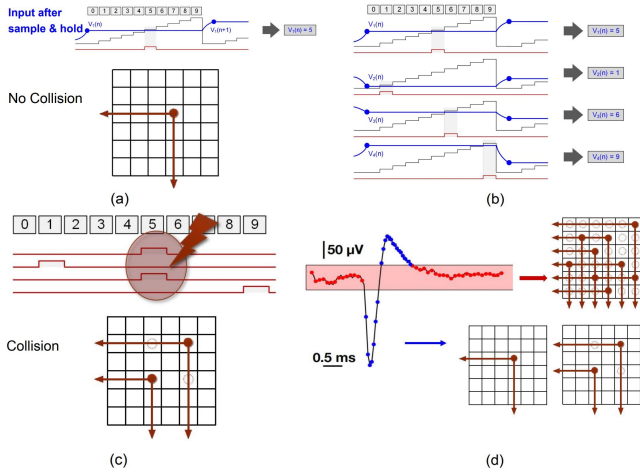 Input after
sample & hold
0 1 2 3 4 5 6 7 8 9
V₁(n)
V₁(n+1)
V₁(n) = 5
No Collision
(a)
0 1 2 3 4 5 6 7 8 9
V₁(n)
V₁(n) = 5
V₂(n)
V₂(n) = 1
V₃(n)
V₃(n) = 6
V₄(n)
V₄(n) = 9
(b)
0 1 2 3 4 5 6 7 8 9
Collision
(c)
50 µV
0.5 ms
(d)